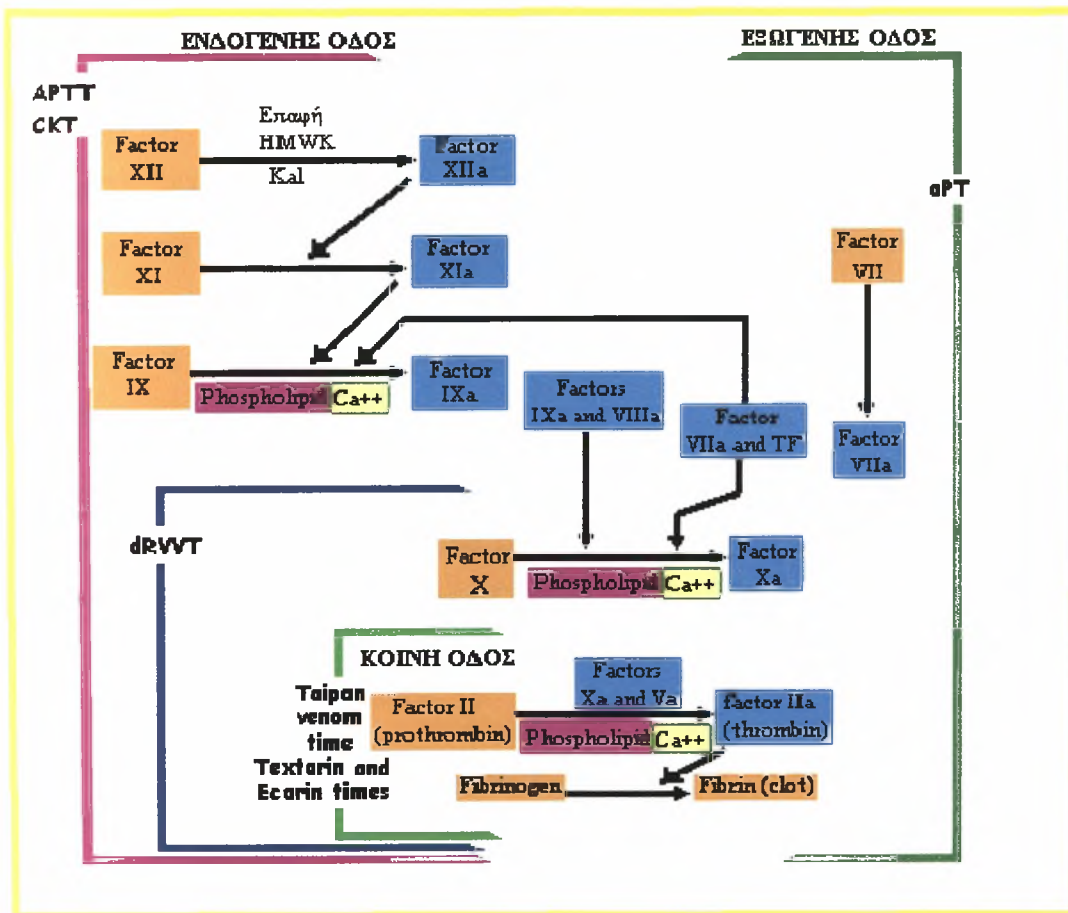 ΕΝΔΟΓΕΝΗΣ ΟΔΟΣ
ΕΞΩΓΕΝΗΣ ΟΔΟΣ
APTT
CKT
Επαφή
HMWK
Kal
Factor
XII
Factor
XIIa
aPT
Factor
XI
Factor
XIa
Factor
VII
Factor
IX
Phospholipid Ca++
Factor
IXa
Factors
IXa and VIIIa
Factor
VIIa and TF
Factor
VIIa
dRVVT
Factor
X
Phospholipid Ca++
Factor
Xa
ΚΟΙΝΗ ΟΔΟΣ
Taipan
venom
time
Textarin and
Ecarin times
Factor II
(prothrombin)
Factors
Xa and Va
Phospholipid Ca++
factor IIa
(thrombin)
Fibrinogen
Fibrin (clot)